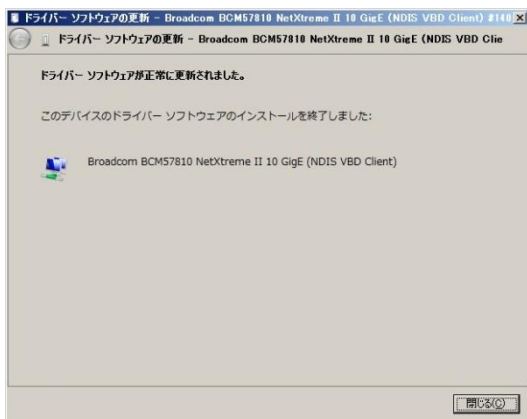 ドライバー ソフトウェアの更新 - Broadcom BCM57810 NetXtreme II 10 GigE (NDIS VBD Client) #140
ドライバー ソフトウェアの更新 - Broadcom BCM57810 NetXtreme II 10 GigE (NDIS VBD Clie
ドライバー ソフトウェアが正常に更新されました。
このデバイスのドライバー ソフトウェアのインストールを終了しました:
Broadcom BCM57810 NetXtreme II 10 GigE (NDIS VBD Client)
閉じる(C)